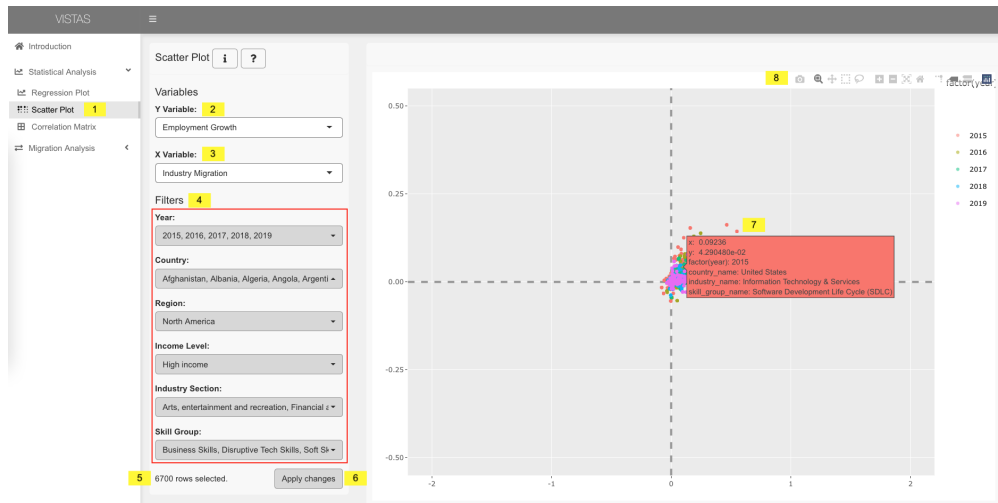 VISTAS
Introduction
Statistical Analysis
Regression Plot
Scatter Plot 1
Correlation Matrix
Migration Analysis
Scatter Plot i ?
Variables
Y Variable: 2
Employment Growth
X Variable: 3
Industry Migration
Filters 4
Year:
2015, 2016, 2017, 2018, 2019
Country:
Afghanistan, Albania, Algeria, Angola, Argenti
Region:
North America
Income Level:
High income
Industry Section:
Arts, entertainment and recreation, Financial
Skill Group:
Business Skills, Disruptive Tech Skills, Soft
5 6700 rows selected. Apply changes 6
8
factor(year)
2015
2016
2017
2018
2019
0.50
0.25
0.00
-0.25
-0.50
-2
-1
0
1
2
7
x: 0.09236
y: 4.290480e-02
factor(year): 2015
country_name: United States
industry_name: Information Technology & Services
skill_group_name: Software Development Life Cycle (SDLC)